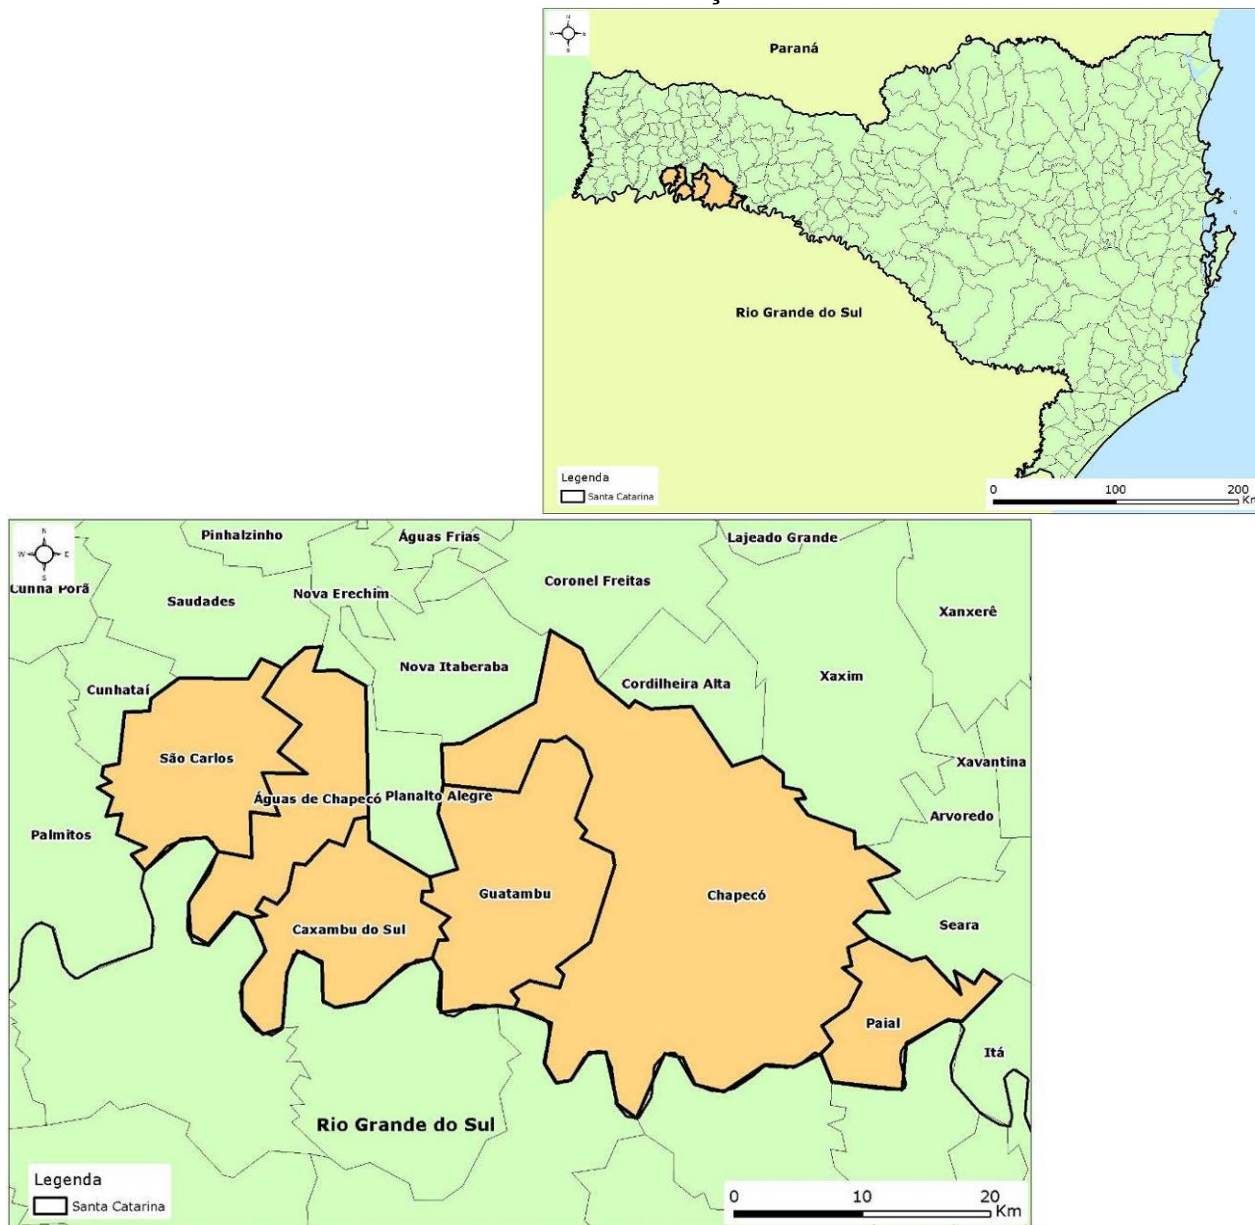 N
W E
S
Paraná
Rio Grande do Sul
Legenda
Santa Catarina
0 100 200
Km
N
W E
S
Pinhalzinho
Águas Frias
Lajeado Grande
Cunha Porã
Saudades
Nova Erechim
Coronel Freitas
Xanxerê
Cunhataí
Nova Itaberaba
Cordilheira Alta
Xaxim
São Carlos
Xavantina
Águas de Chapecó
Planalto Alegre
Palmitos
Arvoredo
Guatambu
Chapecó
Caxambu do Sul
Seara
Paial
Itá
Rio Grande do Sul
Legenda
Santa Catarina
0 10 20
Km